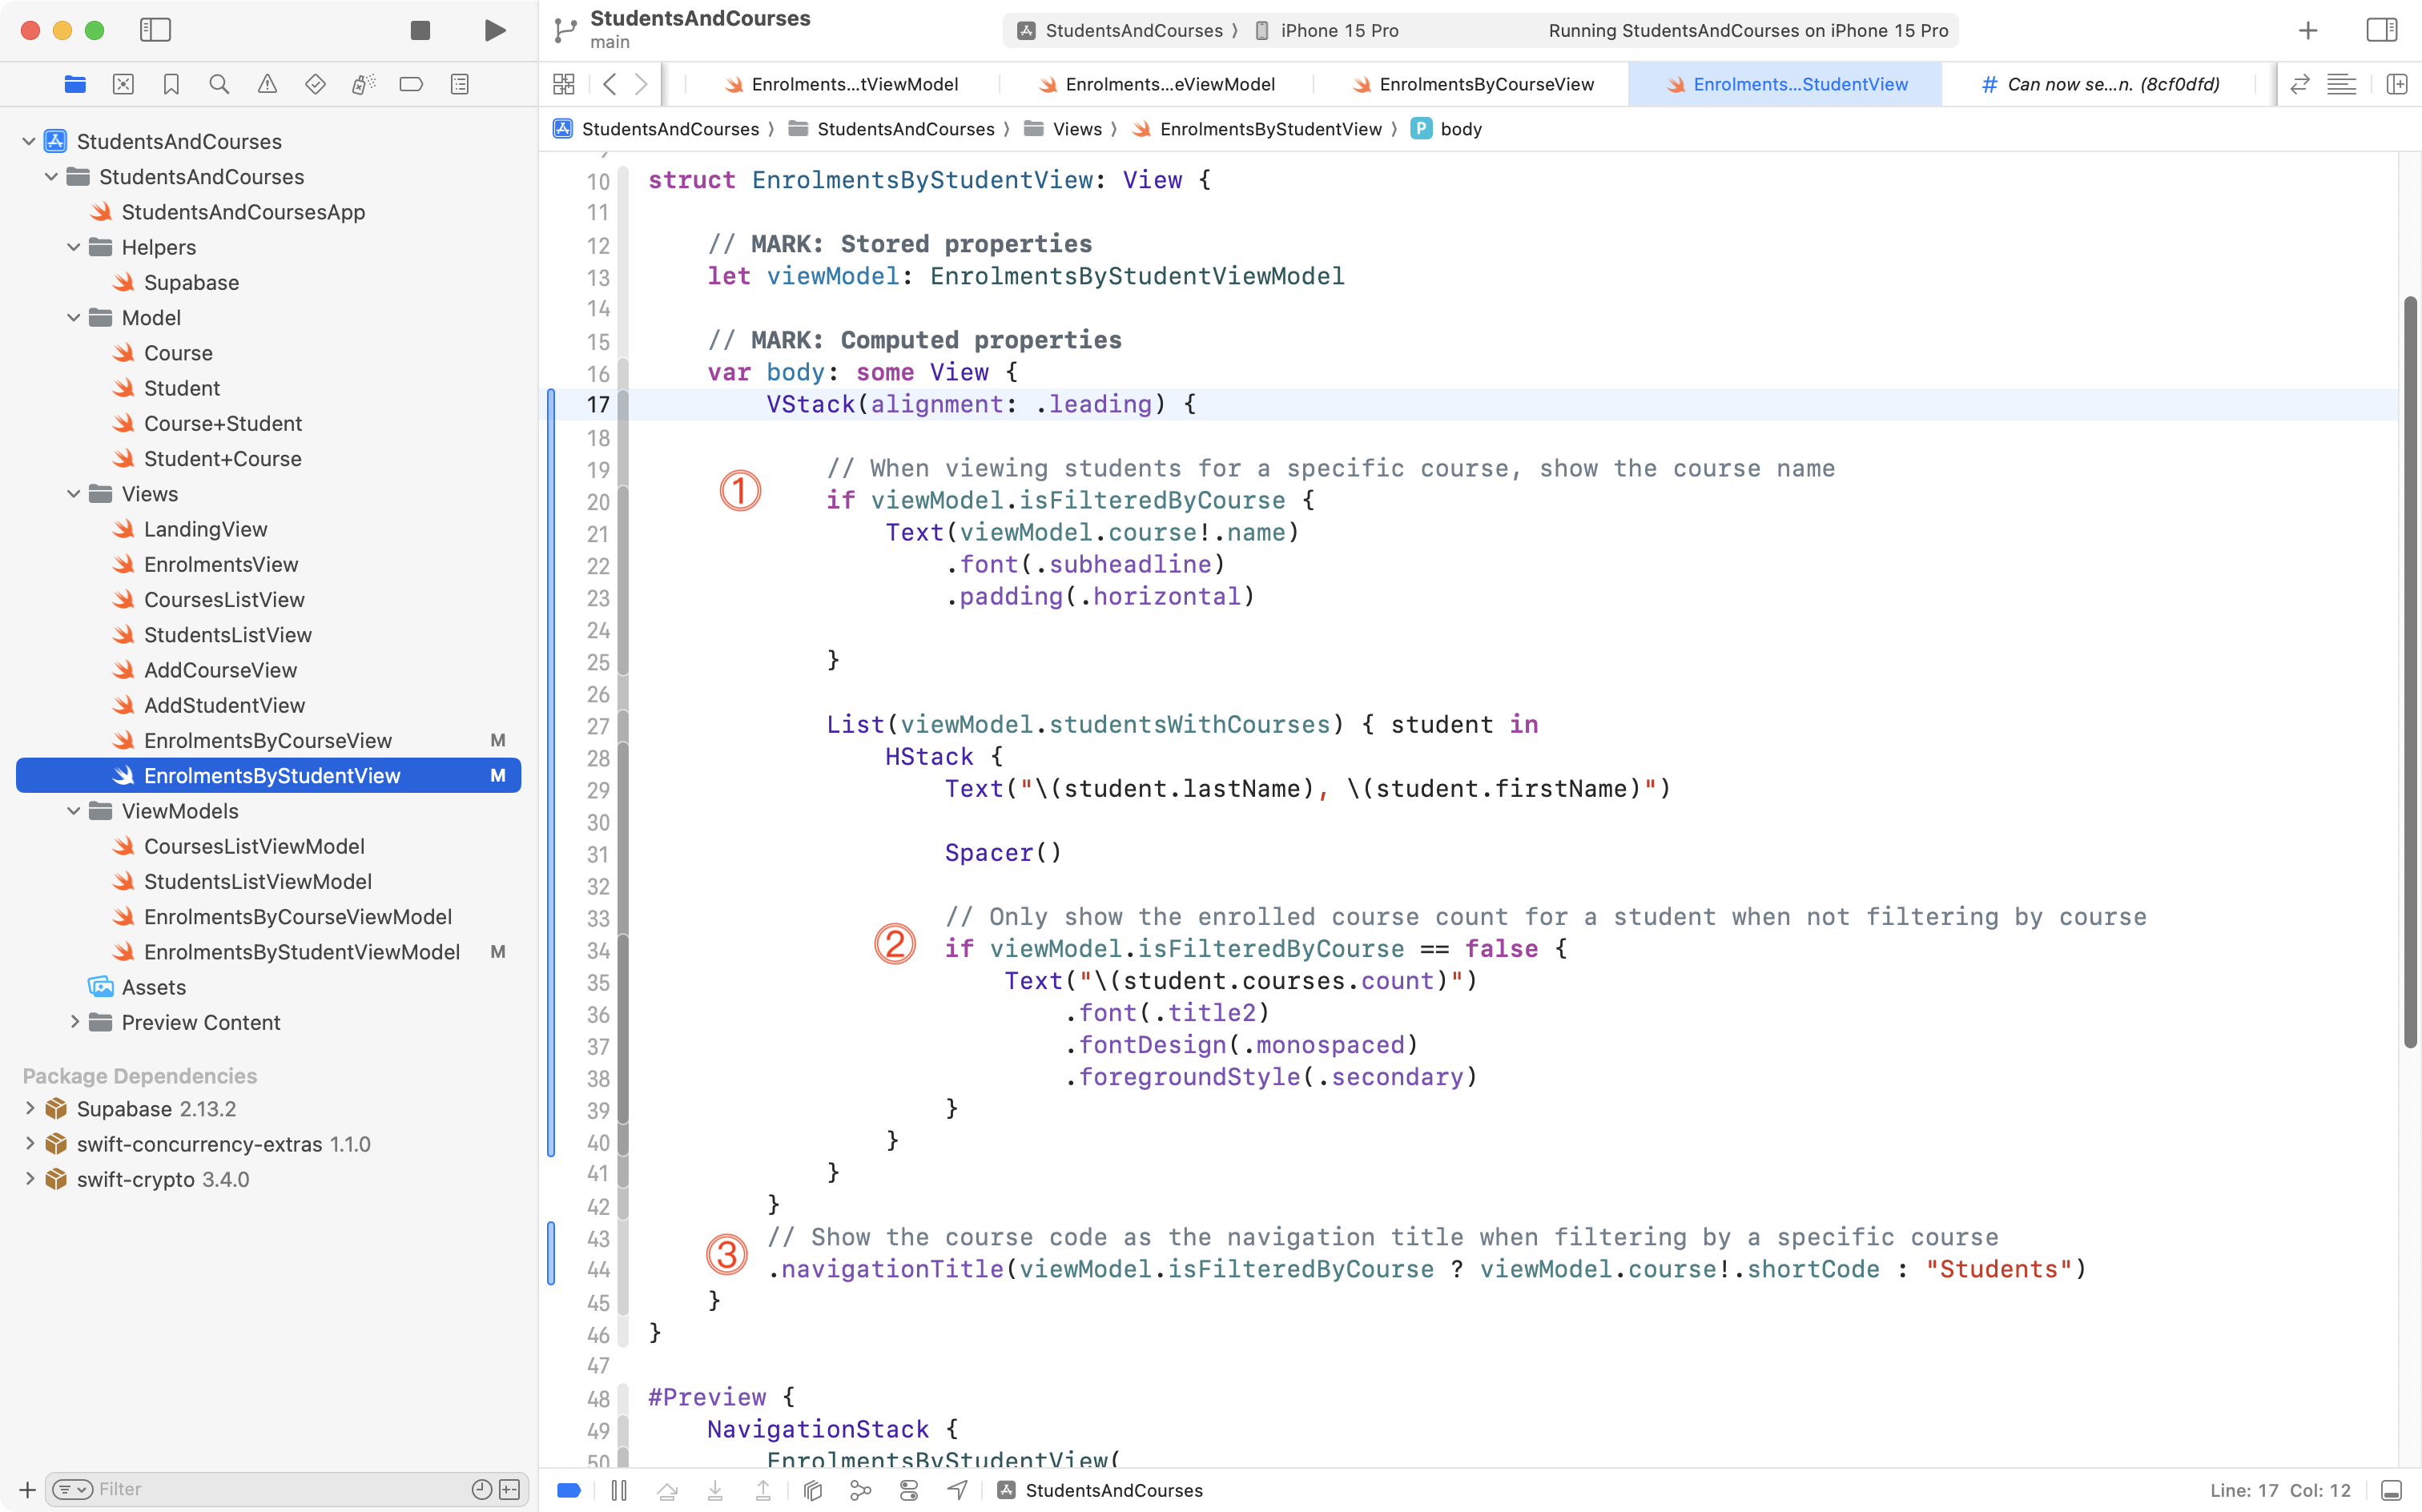 StudentsAndCourses
main
StudentsAndCourses 〉 iPhone 15 Pro
Running StudentsAndCourses on iPhone 15 Pro
Enrolments...tViewModel
Enrolments...eViewModel
EnrolmentsByCourseView
Enrolments...StudentView
# Can now se...n. (8cf0dfd)
StudentsAndCourses 〉 StudentsAndCourses 〉 Views 〉 EnrolmentsByStudentView 〉 P body
StudentsAndCourses
StudentsAndCourses
StudentsAndCoursesApp
Helpers
Supabase
Model
Course
Student
Course+Student
Student+Course
Views
LandingView
EnrolmentsView
CoursesListView
StudentsListView
AddCourseView
AddStudentView
EnrolmentsByCourseView M
EnrolmentsByStudentView M
ViewModels
CoursesListViewModel
StudentsListViewModel
EnrolmentsByCourseViewModel
EnrolmentsByStudentViewModel M
Assets
Preview Content
Package Dependencies
Supabase 2.13.2
swift-concurrency-extras 1.1.0
swift-crypto 3.4.0
Filter
10 struct EnrolmentsByStudentView: View {
11
12 // MARK: Stored properties
13 let viewModel: EnrolmentsByStudentViewModel
14
15 // MARK: Computed properties
16 var body: some View {
17 VStack(alignment: .leading) {
18
19 // When viewing students for a specific course, show the course name
① 20 if viewModel.isFilteredByCourse {
21 Text(viewModel.course!.name)
22 .font(.subheadline)
23 .padding(.horizontal)
24
25 }
26
27 List(viewModel.studentsWithCourses) { student in
28 HStack {
29 Text("\(student.lastName), \(student.firstName)")
30
31 Spacer()
32
33 // Only show the enrolled course count for a student when not filtering by course
② 34 if viewModel.isFilteredByCourse == false {
35 Text("\(student.courses.count)")
36 .font(.title2)
37 .fontDesign(.monospaced)
38 .foregroundStyle(.secondary)
39 }
40 }
41 }
42 }
43 // Show the course code as the navigation title when filtering by a specific course
③ 44 .navigationTitle(viewModel.isFilteredByCourse ? viewModel.course!.shortCode : "Students")
45 }
46 }
47
48 #Preview {
49 NavigationStack {
50 EnrolmentsByStudentView(
StudentsAndCourses
Line: 17 Col: 12